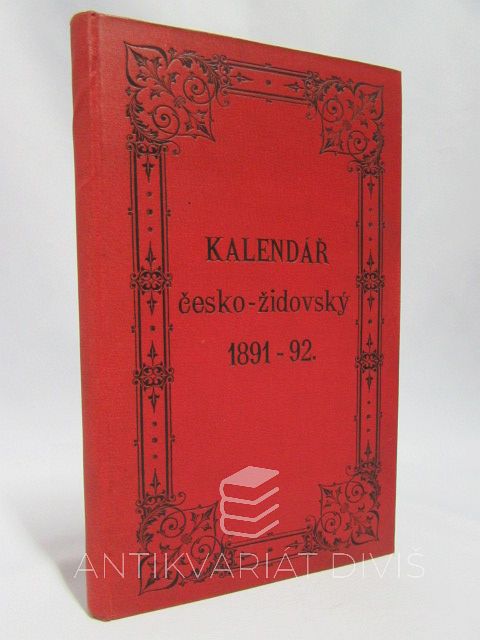 KALENDÁŘ
česko-židovský
1891-92.
ANTIKVARIÁT DIVIŠ